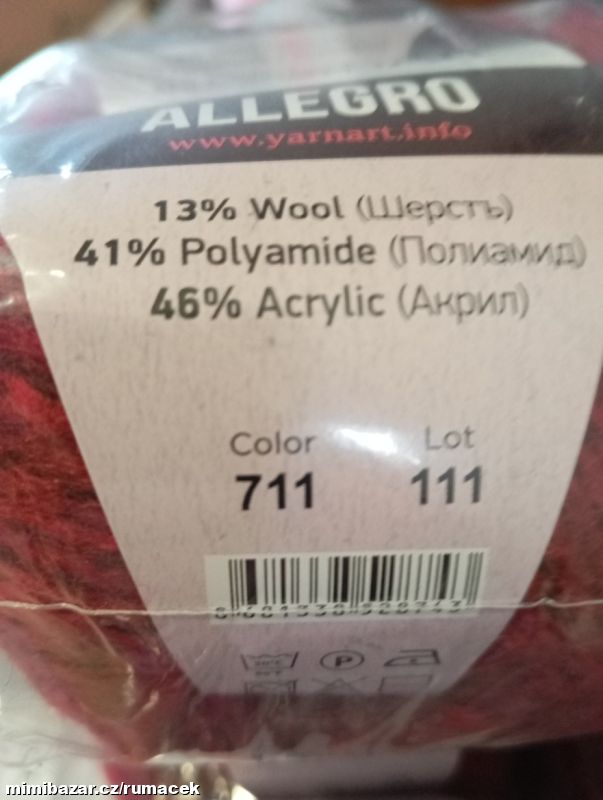 ALLEGRO
www.yarnart.info
13% Wool (Шерсть)
41% Polyamide (Полиамид)
46% Acrylic (Акрил)
Color Lot
711 111
P
mimibazar.cz/rumacek